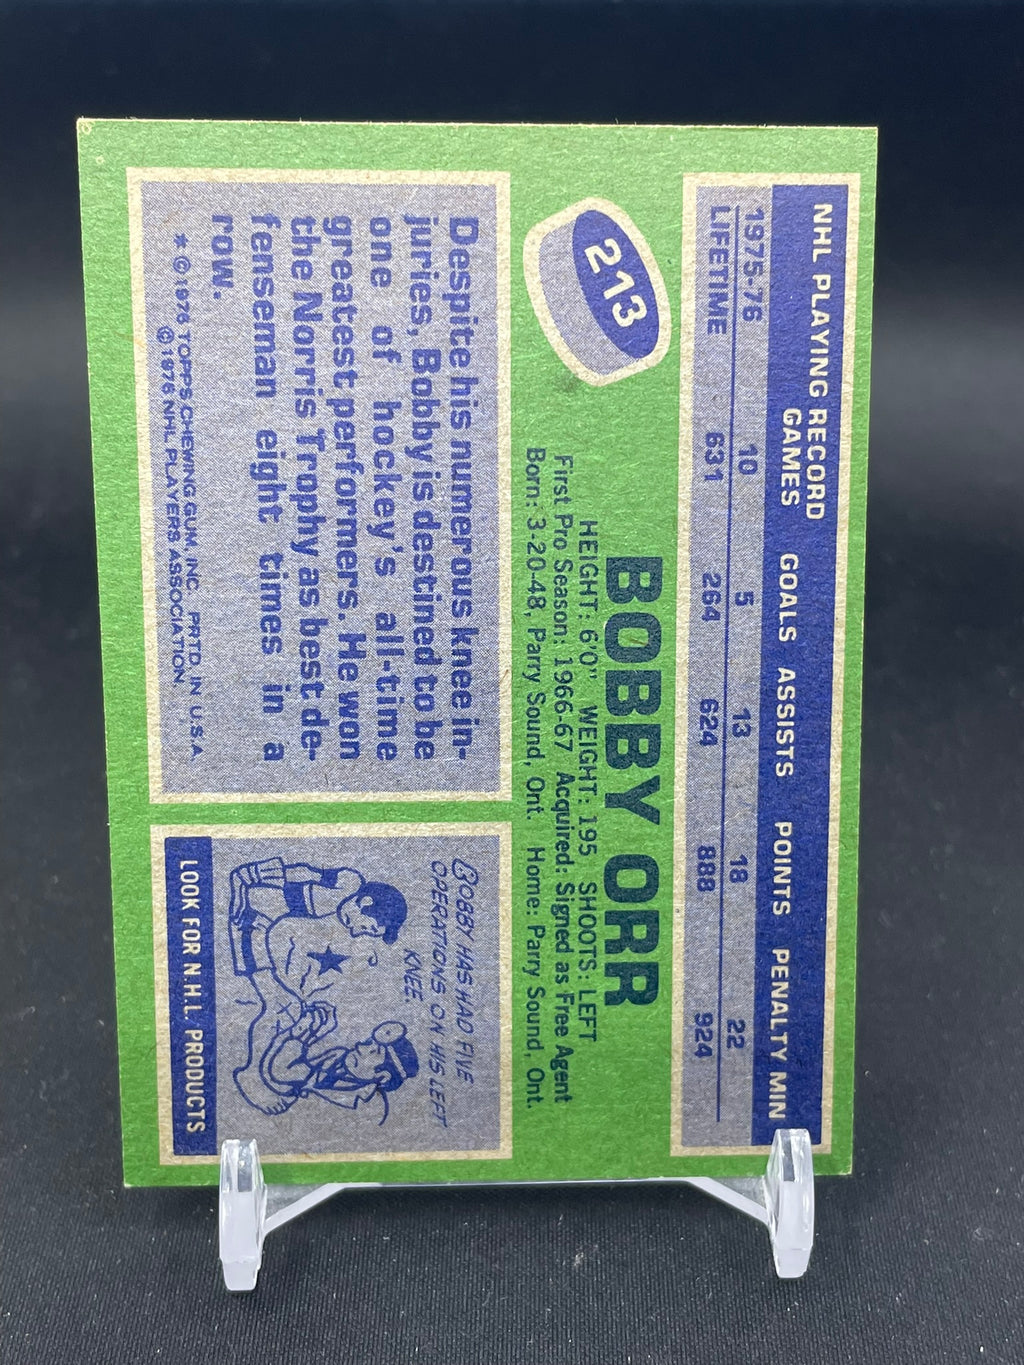 213
NHL PLAYING RECORD
GAMES GOALS ASSISTS POINTS PENALTY MIN
1975-76 10 5 13 18 22
LIFETIME 631 264 624 888 924
BOBBY ORR
HEIGHT: 6'0" WEIGHT: 195 SHOOTS: LEFT
First Pro Season: 1966-67 Acquired: Signed as Free Agent
Born: 3-20-48, Parry Sound, Ont. Home: Parry Sound, Ont.
Despite his numerous knee in-
juries, Bobby is destined to be
one of hockey's all-time
greatest performers. He won
the Norris Trophy as best de-
fenseman eight times in a
row.
* © 1976 TOPPS CHEWING GUM, INC. PRTD. IN U.S.A.
© 1976 NHL PLAYERS ASSOCIATION.
BOBBY HAS HAD FIVE
OPERATIONS ON HIS LEFT
KNEE.
LOOK FOR N.H.L. PRODUCTS